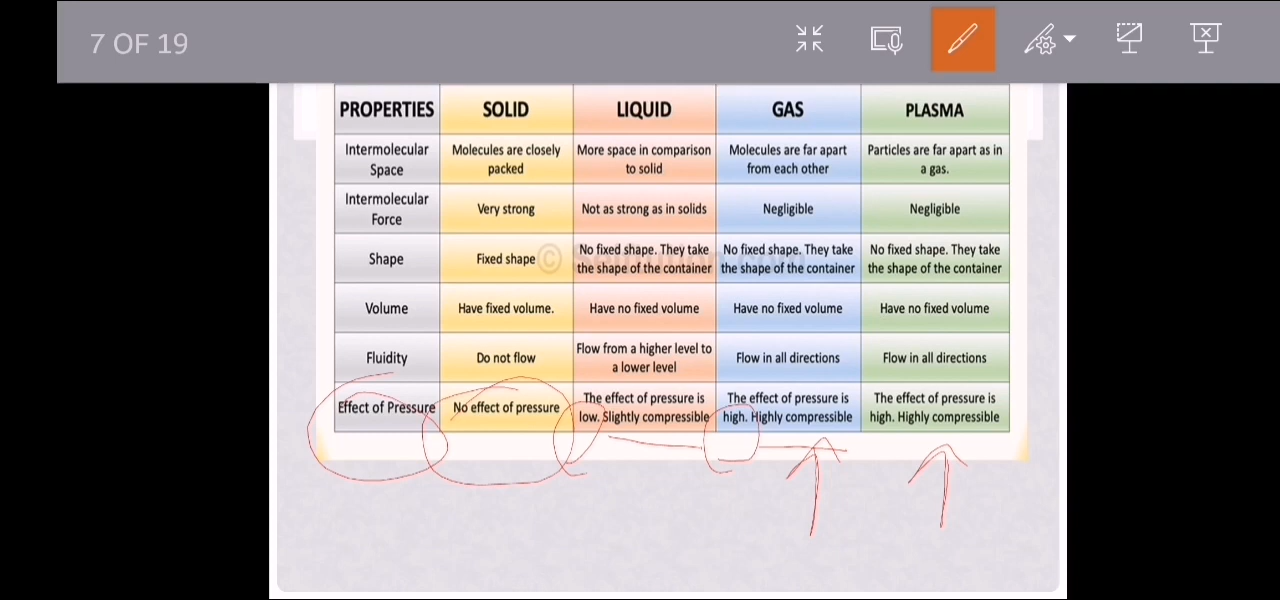 7 OF 19
PROPERTIES SOLID LIQUID GAS PLASMA
Intermolecular Space Molecules are closely packed More space in comparison to solid Molecules are far apart from each other Particles are far apart as in a gas.
Intermolecular Force Very strong Not as strong as in solids Negligible Negligible
Shape Fixed shape No fixed shape. They take the shape of the container No fixed shape. They take the shape of the container No fixed shape. They take the shape of the container
Volume Have fixed volume. Have no fixed volume Have no fixed volume Have no fixed volume
Fluidity Do not flow Flow from a higher level to a lower level Flow in all directions Flow in all directions
Effect of Pressure No effect of pressure The effect of pressure is low. Slightly compressible The effect of pressure is high. Highly compressible The effect of pressure is high. Highly compressible